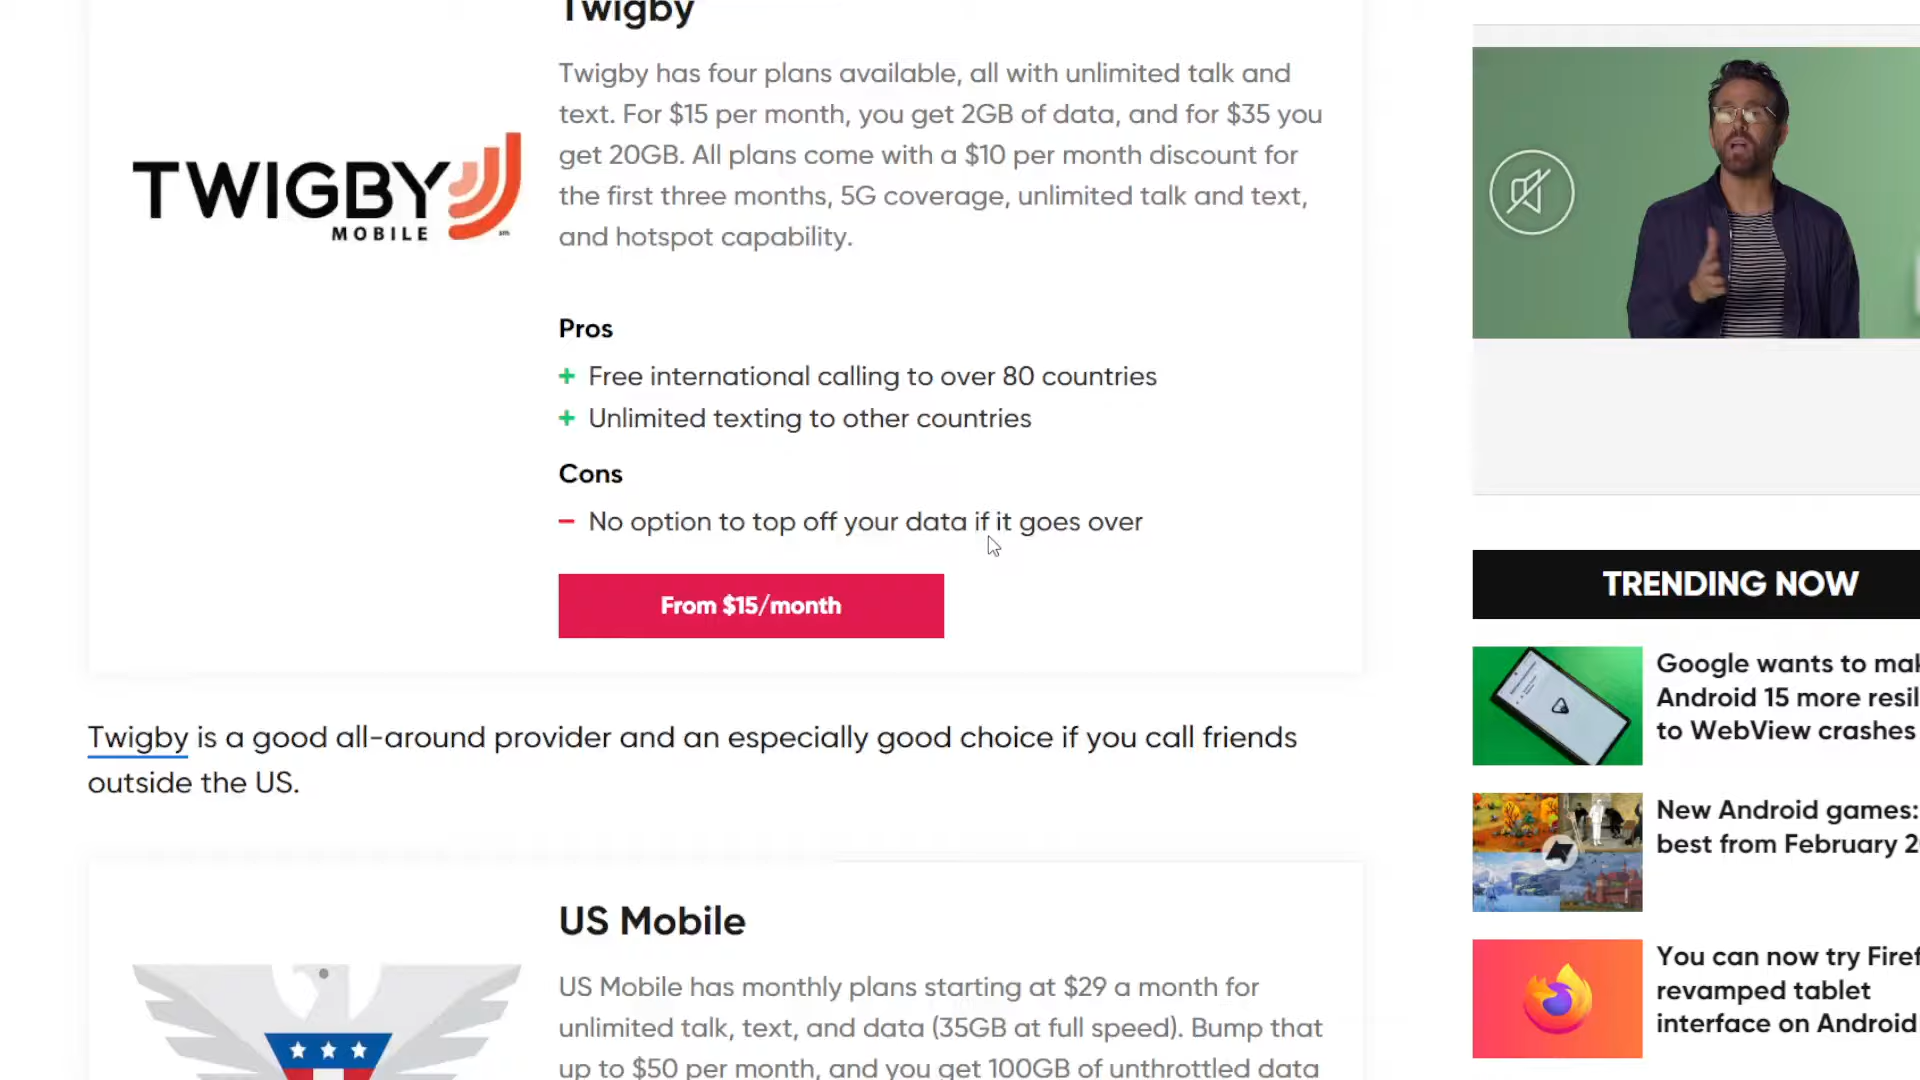 Twigby
Twigby has four plans available, all with unlimited talk and
text. For $15 per month, you get 2GB of data, and for $35 you
get 20GB. All plans come with a $10 per month discount for
the first three months, 5G coverage, unlimited talk and text,
and hotspot capability.
TWIGBY
MOBILE
Pros
+ Free international calling to over 80 countries
+ Unlimited texting to other countries
Cons
– No option to top off your data if it goes over
From $15/month
Twigby is a good all-around provider and an especially good choice if you call friends
outside the US.
US Mobile
US Mobile has monthly plans starting at $29 a month for
unlimited talk, text, and data (35GB at full speed). Bump that
up to $50 per month, and you get 100GB of unthrottled data
TRENDING NOW
Google wants to mak
Android 15 more resil
to WebView crashes
New Android games:
best from February 2
You can now try Firef
revamped tablet
interface on Android